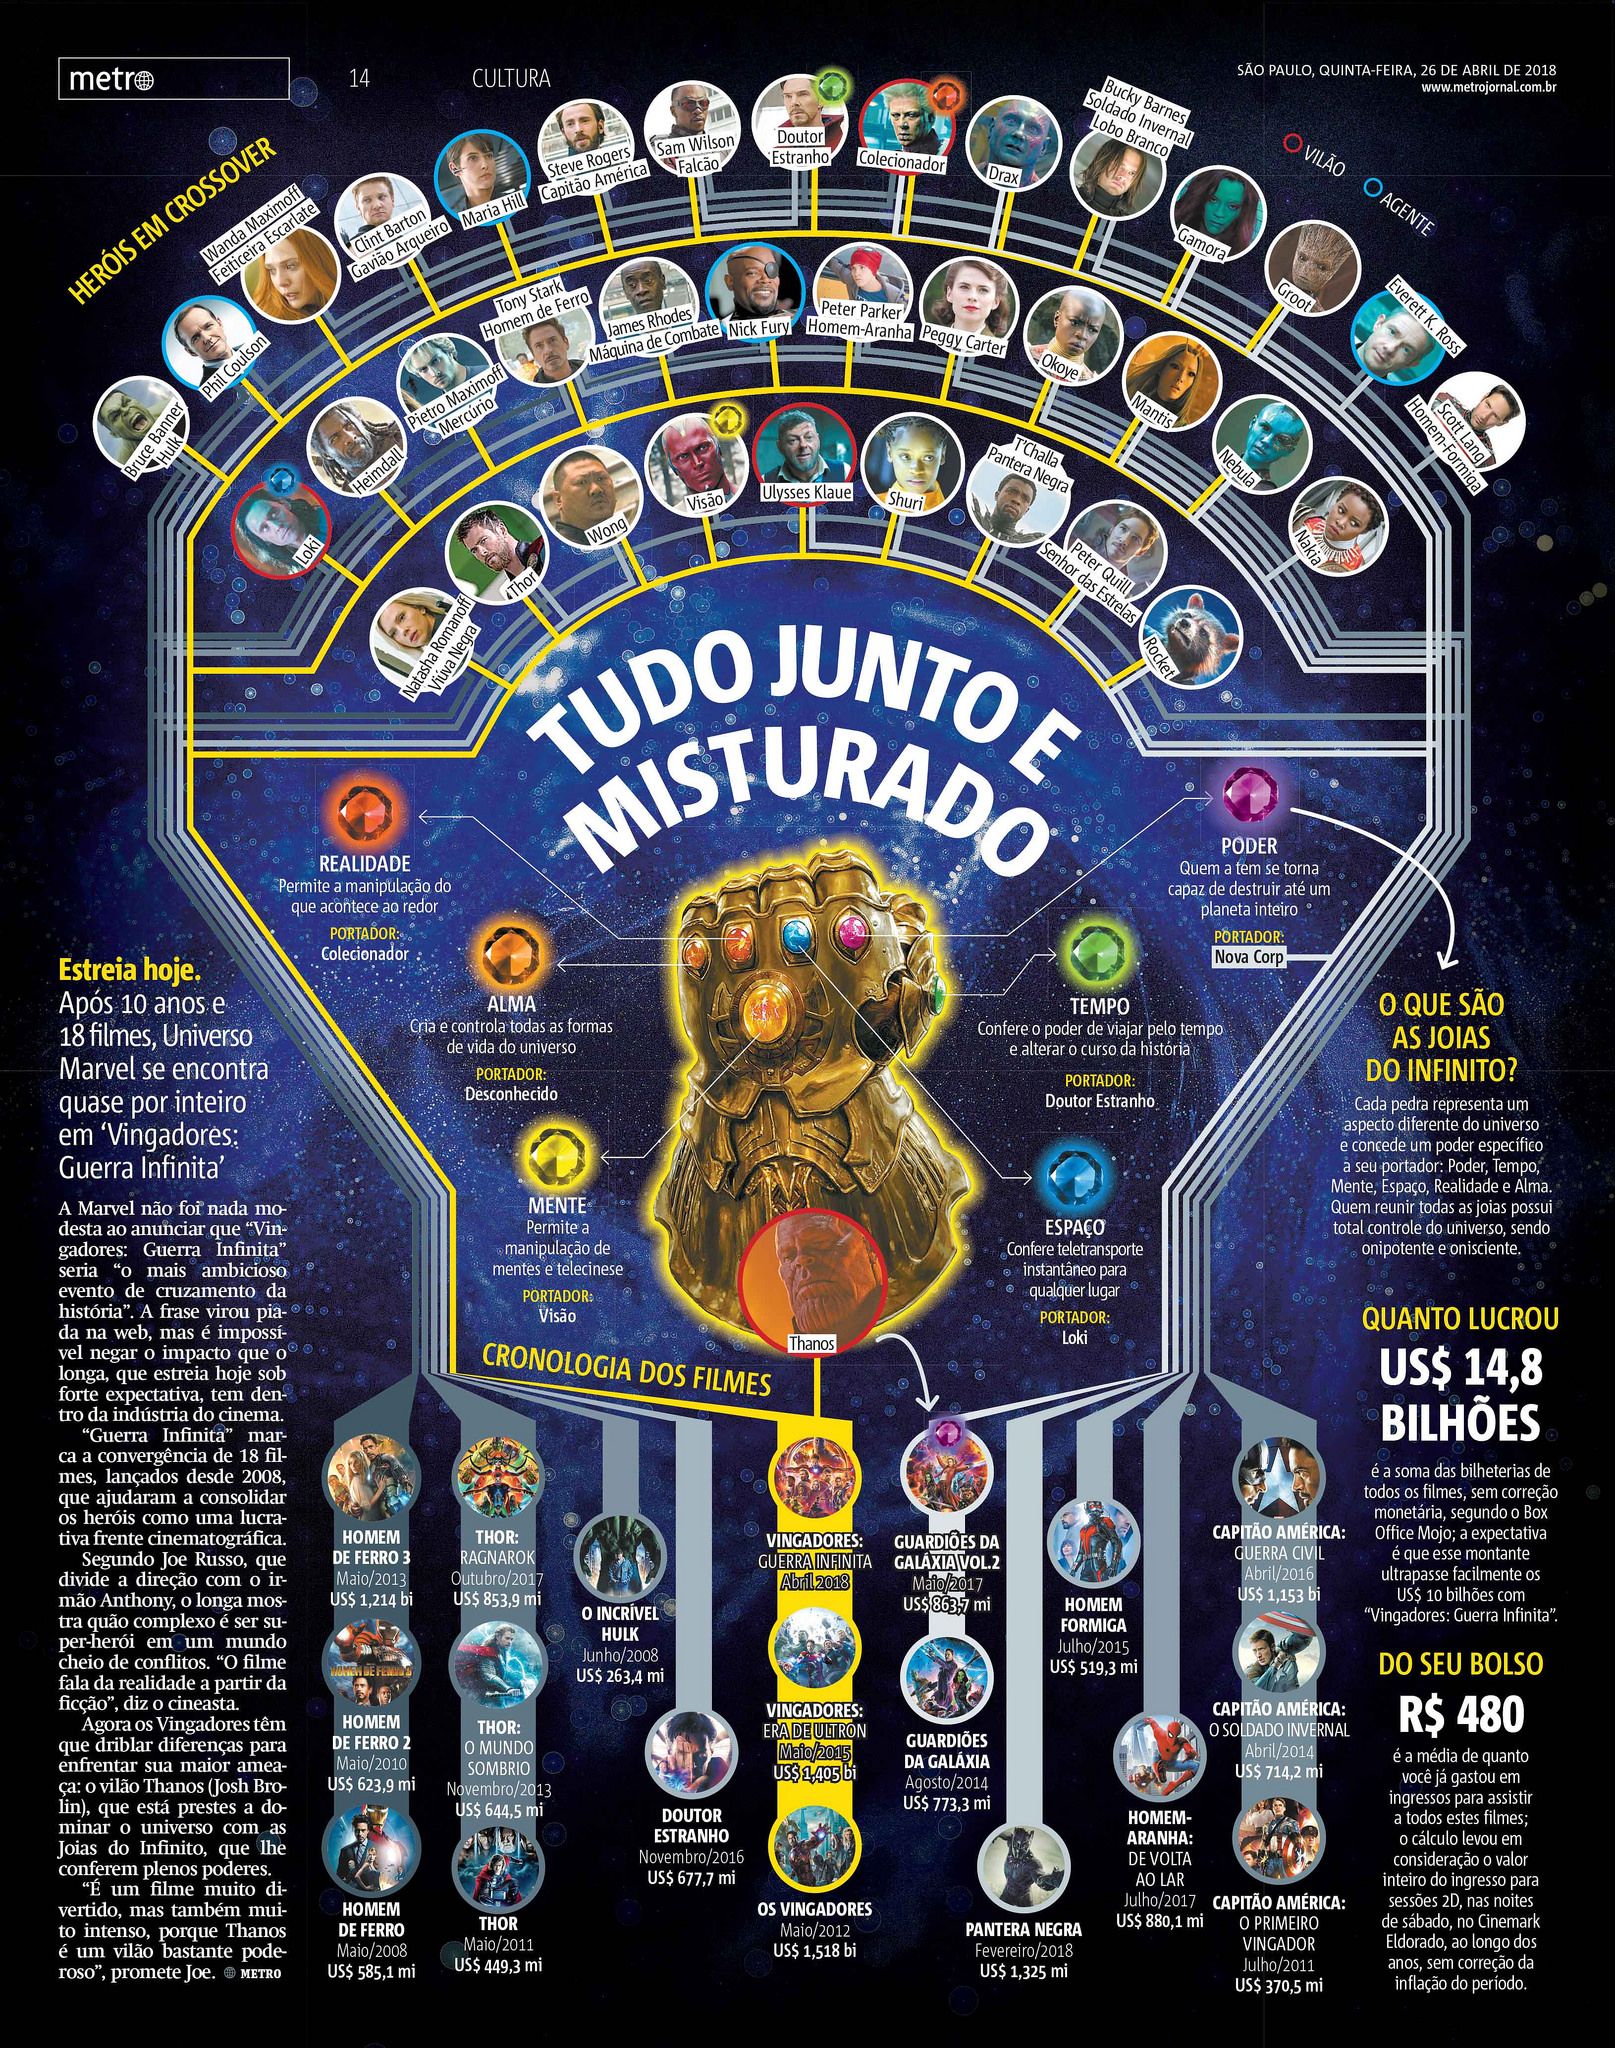 metro
14
CULTURA
SÃO PAULO, QUINTA-FEIRA, 26 DE ABRIL DE 2018
www.metrojornal.com.br
HERÓIS EM CROSSOVER
VILÃO
AGENTE
Bruce Banner
Hulk
Phil Coulson
Wanda Maximoff
Feiticeira Escarlate
Clint Barton
Gavião Arqueiro
Maria Hill
Steve Rogers
Capitão América
Sam Wilson
Falcão
Doutor
Estranho
Colecionador
Drax
Bucky Barnes
Soldado Invernal
Lobo Branco
Gamora
Groot
Everett K. Ross
Scott Lang
Homem-Formiga
Loki
Heimdall
Pietro Maximoff
Mercúrio
Tony Stark
Homem de Ferro
James Rhodes
Máquina de Combate
Nick Fury
Peter Parker
Homem-Aranha
Peggy Carter
Okoye
Mantis
Nebula
Nakia
Natasha Romanoff
Viúva Negra
Thor
Wong
Visão
Ulysses Klaue
Shuri
T'Challa
Pantera Negra
Peter Quill
Senhor das Estrelas
Rocket
TUDO JUNTO E
MISTURADO
REALIDADE
Permite a manipulação do
que acontece ao redor
PORTADOR:
Colecionador
ALMA
Cria e controla todas as formas
de vida do universo
PORTADOR:
Desconhecido
MENTE
Permite a
manipulação de
mentes e telecinese
PORTADOR:
Visão
PODER
Quem a tem se torna
capaz de destruir até um
planeta inteiro
PORTADOR:
Nova Corp
TEMPO
Confere o poder de viajar pelo tempo
e alterar o curso da história
PORTADOR:
Doutor Estranho
ESPAÇO
Confere teletransporte
instantâneo para
qualquer lugar
PORTADOR:
Loki
Thanos
Estreia hoje.
Após 10 anos e
18 filmes, Universo
Marvel se encontra
quase por inteiro
em ‘Vingadores:
Guerra Infinita’
A Marvel não foi nada mo-
desta ao anunciar que “Vin-
gadores: Guerra Infinita”
seria “o mais ambicioso
evento de cruzamento da
história”. A frase virou pia-
da na web, mas é impossí-
vel negar o impacto que o
longa, que estreia hoje sob
forte expectativa, tem den-
tro da indústria do cinema.
“Guerra Infinita” mar-
ca a convergência de 18 fil-
mes, lançados desde 2008,
que ajudaram a consolidar
os heróis como uma lucra-
tiva frente cinematográfica.
Segundo Joe Russo, que
divide a direção com o ir-
mão Anthony, o longa mos-
tra quão complexo é ser su-
per-herói em um mundo
cheio de conflitos. “O filme
fala da realidade a partir da
ficção”, diz o cineasta.
Agora os Vingadores têm
que driblar diferenças para
enfrentar sua maior amea-
ça: o vilão Thanos (Josh Bro-
lin), que está prestes a do-
minar o universo com as
Joias do Infinito, que lhe
conferem plenos poderes.
“É um filme muito di-
vertido, mas também mui-
to intenso, porque Thanos
é um vilão bastante pode-
roso”, promete Joe. METRO
CRONOLOGIA DOS FILMES
HOMEM
DE FERRO 3
Maio/2013
US$ 1,214 bi
HOMEM
DE FERRO 2
Maio/2010
US$ 623,9 mi
HOMEM
DE FERRO
Maio/2008
US$ 585,1 mi
THOR:
RAGNAROK
Outubro/2017
US$ 853,9 mi
THOR:
O MUNDO
SOMBRIO
Novembro/2013
US$ 644,5 mi
THOR
Maio/2011
US$ 449,3 mi
O INCRÍVEL
HULK
Junho/2008
US$ 263,4 mi
DOUTOR
ESTRANHO
Novembro/2016
US$ 677,7 mi
VINGADORES:
GUERRA INFINITA
Abril 2018
VINGADORES:
ERA DE ULTRON
Maio/2015
US$ 1,405 bi
OS VINGADORES
Maio/2012
US$ 1,518 bi
GUARDIÕES DA
GALÁXIA VOL.2
Maio/2017
US$ 863,7 mi
GUARDIÕES
DA GALÁXIA
Agosto/2014
US$ 773,3 mi
PANTERA NEGRA
Fevereiro/2018
US$ 1,325 mi
HOMEM
FORMIGA
Julho/2015
US$ 519,3 mi
HOMEM-
ARANHA:
DE VOLTA
AO LAR
Julho/2017
US$ 880,1 mi
CAPITÃO AMÉRICA:
GUERRA CIVIL
Abril/2016
US$ 1,153 bi
CAPITÃO AMÉRICA:
O SOLDADO INVERNAL
Abril/2014
US$ 714,2 mi
CAPITÃO AMÉRICA:
O PRIMEIRO
VINGADOR
Julho/2011
US$ 370,5 mi
O QUE SÃO
AS JOIAS
DO INFINITO?
Cada pedra representa um
aspecto diferente do universo
e concede um poder específico
a seu portador: Poder, Tempo,
Mente, Espaço, Realidade e Alma.
Quem reunir todas as joias possui
total controle do universo, sendo
onipotente e onisciente.
QUANTO LUCROU
US$ 14,8
BILHÕES
é a soma das bilheterias de
todos os filmes, sem correção
monetária, segundo o Box
Office Mojo; a expectativa
é que esse montante
ultrapasse facilmente os
US$ 10 bilhões com
“Vingadores: Guerra Infinita”.
DO SEU BOLSO
R$ 480
é a média de quanto
você já gastou em
ingressos para assistir
a todos estes filmes;
o cálculo levou em
consideração o valor
inteiro do ingresso para
sessões 2D, nas noites
de sábado, no Cinemark
Eldorado, ao longo dos
anos, sem correção da
inflação do período.